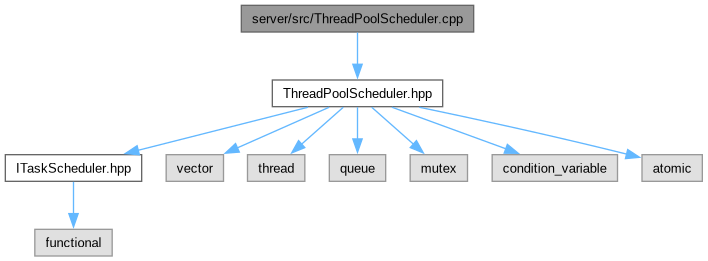 server/src/ThreadPoolScheduler.cpp
ThreadPoolScheduler.hpp
ITaskScheduler.hpp
vector
thread
queue
mutex
condition_variable
atomic
functional